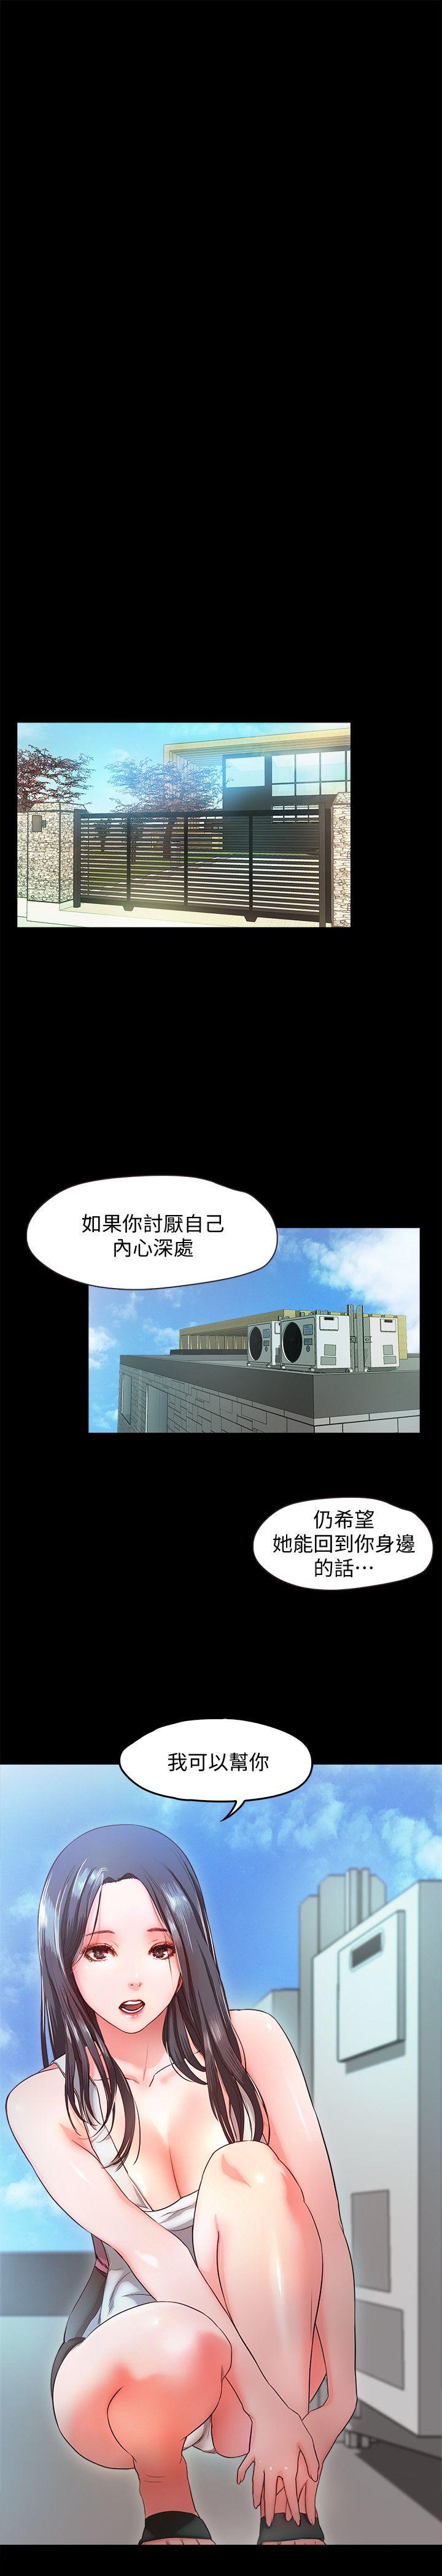 如果你討厭自己
內心深處
仍希望
她能回到你身邊
的話⋯
我可以幫你